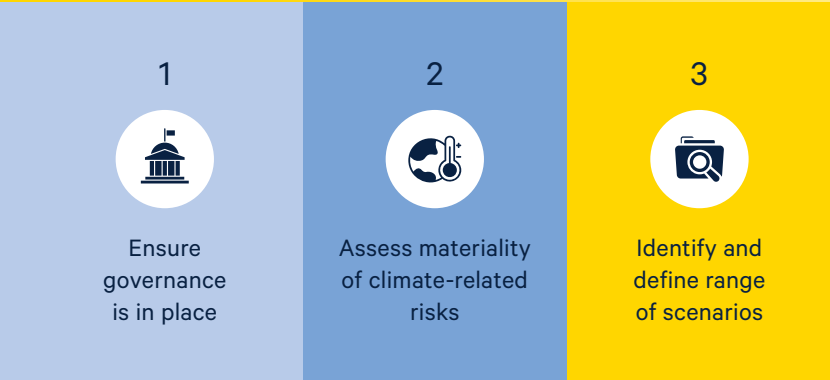 1
Ensure
governance
is in place
2
Assess materiality
of climate-related
risks
3
Identify and
define range
of scenarios